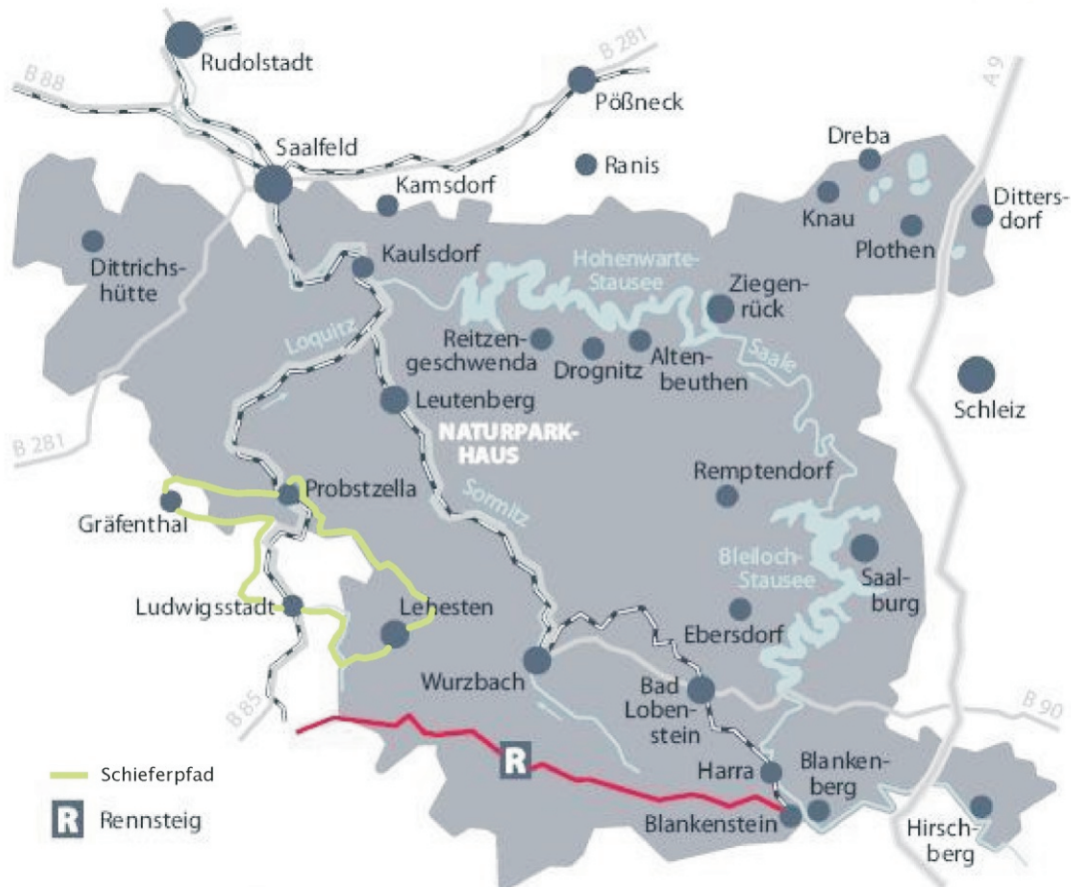 Rudolstadt
B 281
B 88
Pößneck
A 9
Saalfeld
Dreba
Ranis
Kamsdorf
Knau
Ditters-
dorf
Plothen
Dittrichs-
hütte
Kaulsdorf
Hohenwarte-
Stausee
Ziegen-
rück
Loquitz
Reitzen-
geschwenda
Drognitz
Alten-
beuthen
Saale
Schleiz
Leutenberg
B 281
NATURPARK-
HAUS
Remptendorf
Probstzella
Sormitz
Gräfenthal
Bleiloch-
Stausee
Saal-
burg
Ludwigsstadt
Lehesten
Ebersdorf
Wurzbach
Bad
Loben-
stein
B 85
B 90
R
Harra
Blanken-
berg
Schieferpfad
R Rennsteig
Blankenstein
Hirsch-
berg